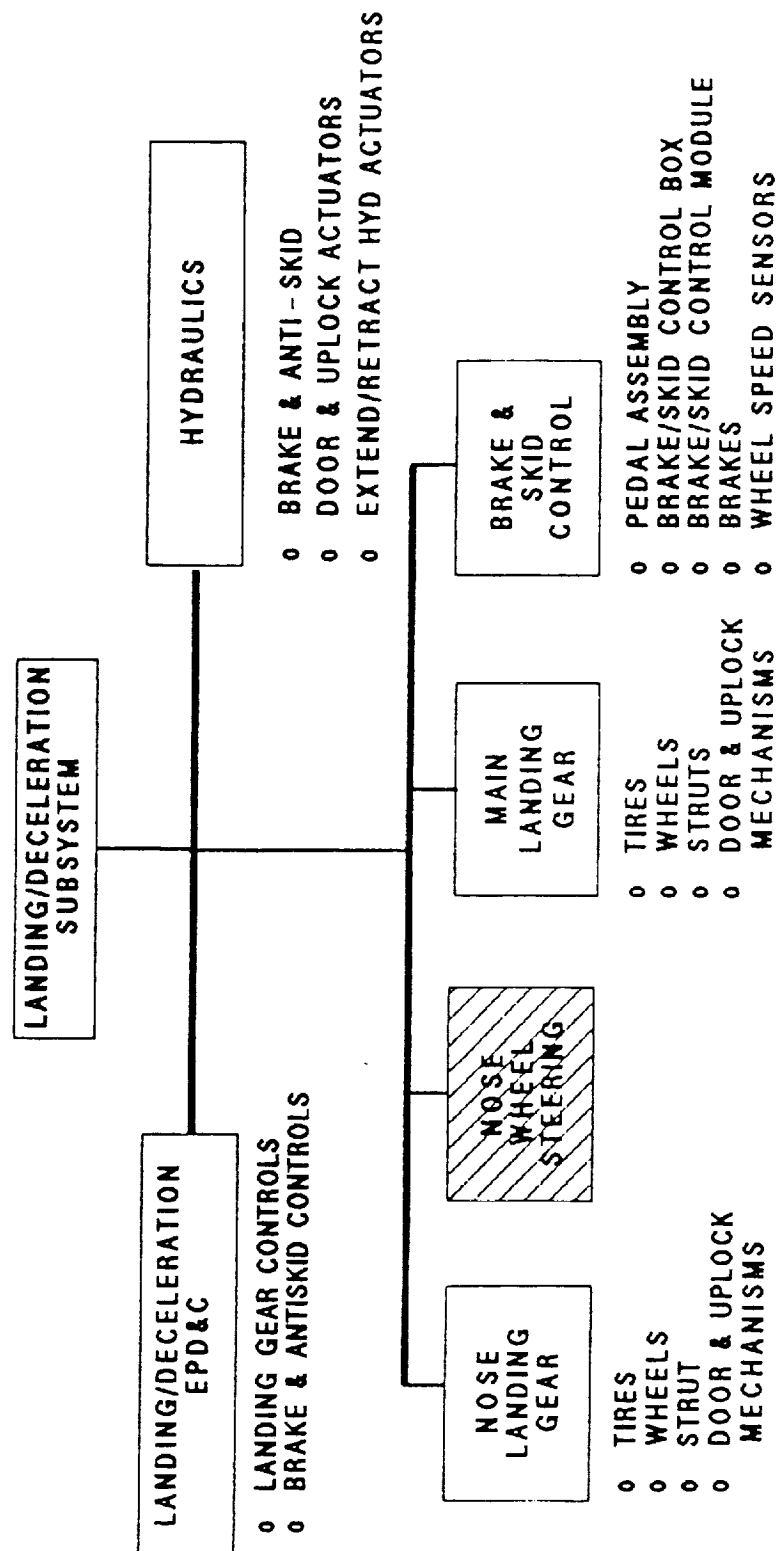 LANDING/DECELERATION
SUBSYSTEM
LANDING/DECELERATION
EPD&C
o LANDING GEAR CONTROLS
o BRAKE & ANTISKID CONTROLS
HYDRAULICS
o BRAKE & ANTI-SKID
o DOOR & UPLOCK ACTUATORS
o EXTEND/RETRACT HYD ACTUATORS
NOSE
LANDING
GEAR
o TIRES
o WHEELS
o STRUT
o DOOR & UPLOCK
MECHANISMS
NOSE
WHEEL
STEERING
MAIN
LANDING
GEAR
o TIRES
o WHEELS
o STRUTS
o DOOR & UPLOCK
MECHANISMS
BRAKE &
SKID
CONTROL
o PEDAL ASSEMBLY
o BRAKE/SKID CONTROL BOX
o BRAKE/SKID CONTROL MODULE
o BRAKES
o WHEEL SPEED SENSORS